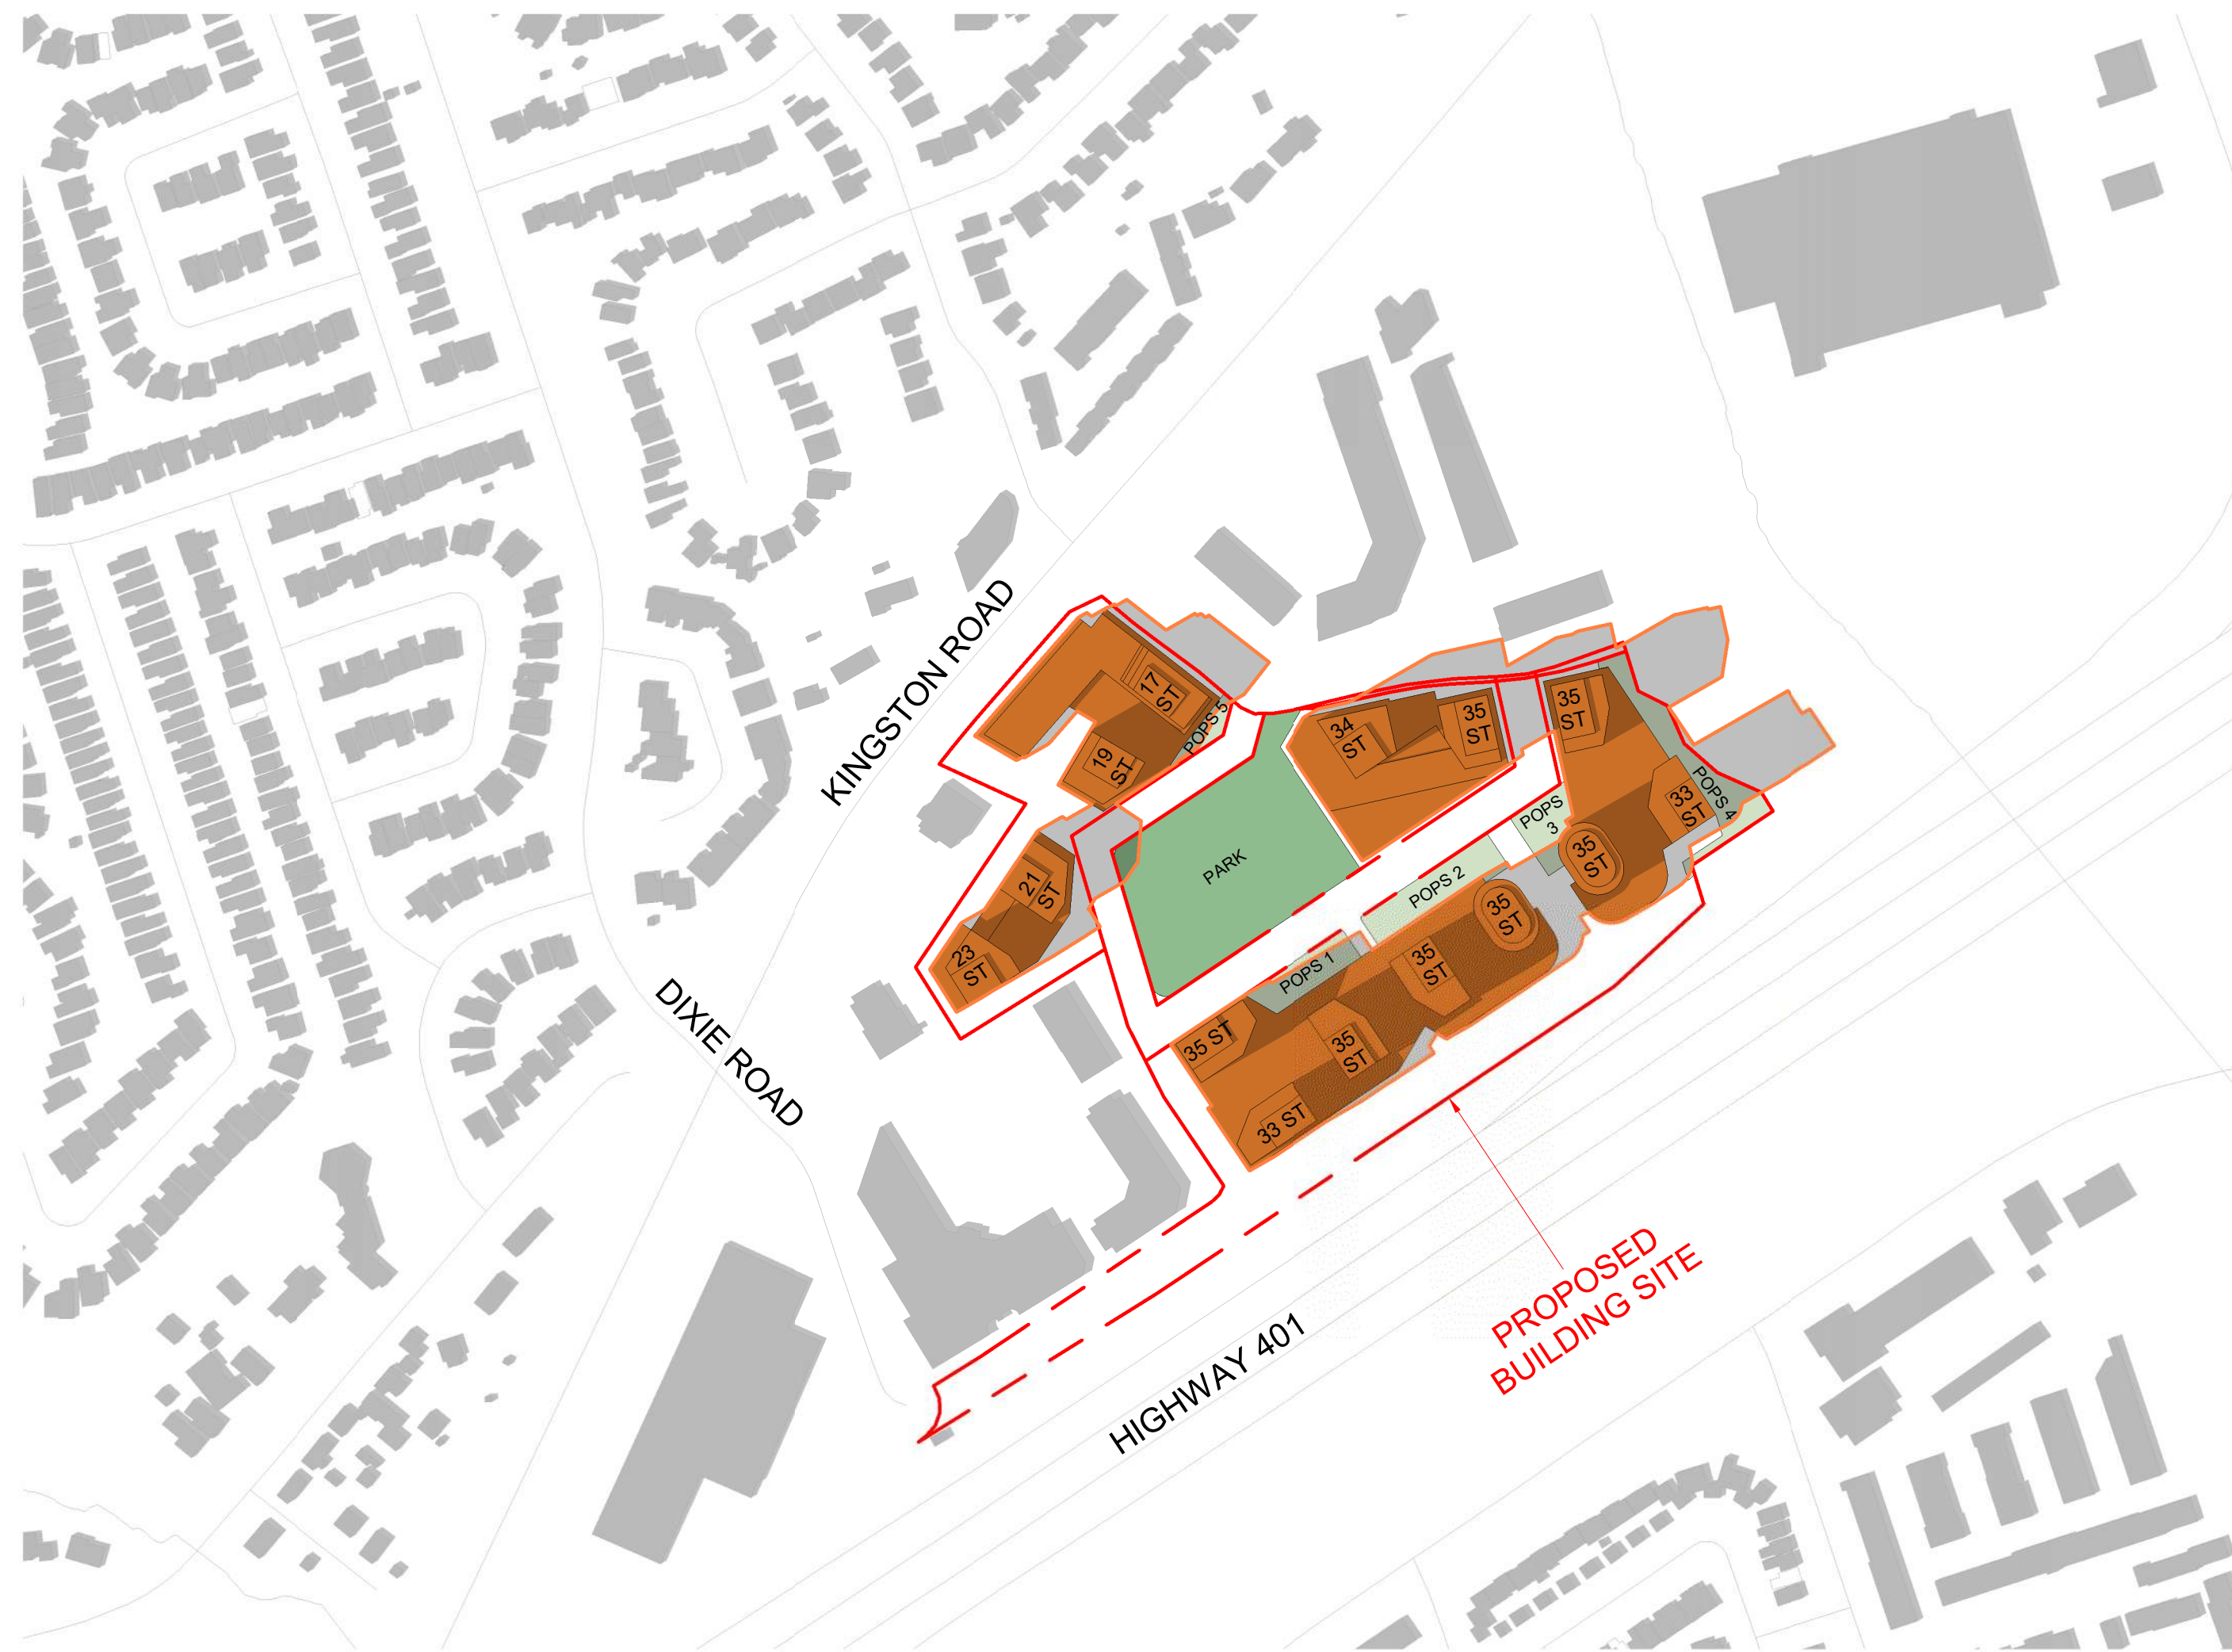 KINGSTON ROAD
DIXIE ROAD
HIGHWAY 401
PROPOSED
BUILDING SITE
17
ST
19
ST
POPS 5
21
ST
23
ST
PARK
34
ST
35
ST
35
ST
33
ST
POPS 4
POPS
3
35
ST
POPS 2
35
ST
POPS 1
35
ST
35 ST
35
ST
33 ST